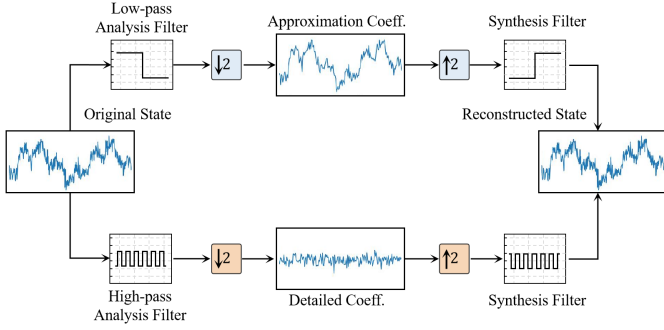 Low-pass
Analysis Filter
Approximation Coeff.
Synthesis Filter
↓2
↑2
Original State
Reconstructed State
↓2
↑2
High-pass
Analysis Filter
Detailed Coeff.
Synthesis Filter